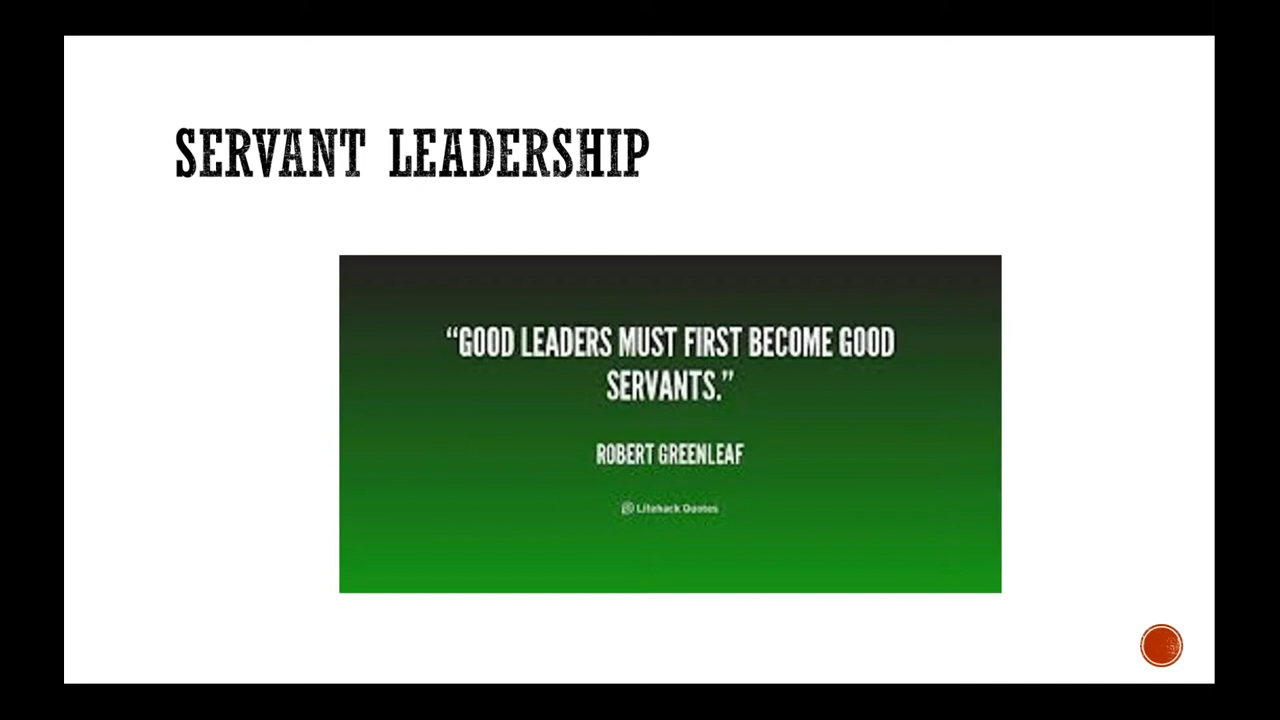 SERVANT LEADERSHIP
“GOOD LEADERS MUST FIRST BECOME GOOD
SERVANTS.”
ROBERT GREENLEAF
Lifehack Quotes